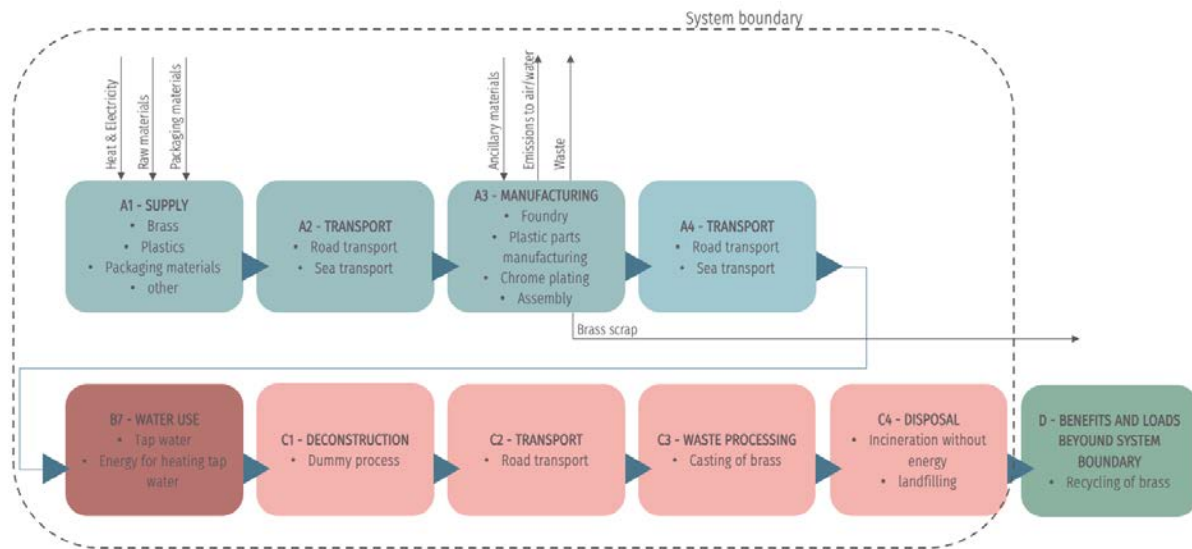 System boundary
Heat & Electricity
Raw materials
Packaging materials
Ancillary materials
Emissions to air/water
Waste
A1 - SUPPLY
• Brass
• Plastics
• Packaging materials
• other
A2 - TRANSPORT
• Road transport
• Sea transport
A3 - MANUFACTURING
• Foundry
• Plastic parts
manufacturing
• Chrome plating
• Assembly
A4 - TRANSPORT
• Road transport
• Sea transport
Brass scrap
B7 - WATER USE
• Tap water
• Energy for heating tap
water
C1 - DECONSTRUCTION
• Dummy process
C2 - TRANSPORT
• Road transport
C3 - WASTE PROCESSING
• Casting of brass
C4 - DISPOSAL
• Incineration without
energy
• landfilling
D - BENEFITS AND LOADS
BEYOUND SYSTEM
BOUNDARY
• Recycling of brass